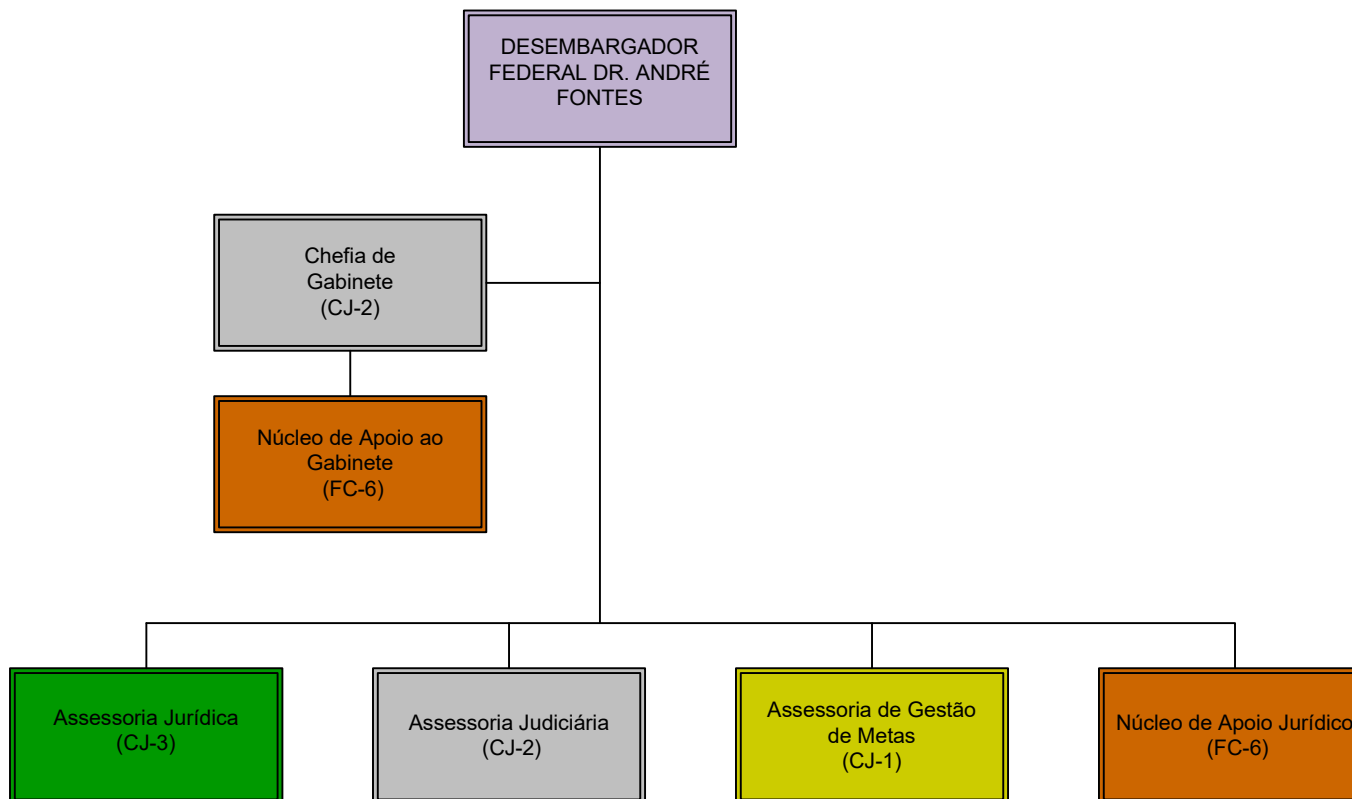 DESEMBARGADOR
FEDERAL DR. ANDRÉ
FONTES
Chefia de
Gabinete
(CJ-2)
Núcleo de Apoio ao
Gabinete
(FC-6)
Assessoria Jurídica
(CJ-3)
Assessoria Judiciária
(CJ-2)
Assessoria de Gestão
de Metas
(CJ-1)
Núcleo de Apoio Jurídico
(FC-6)